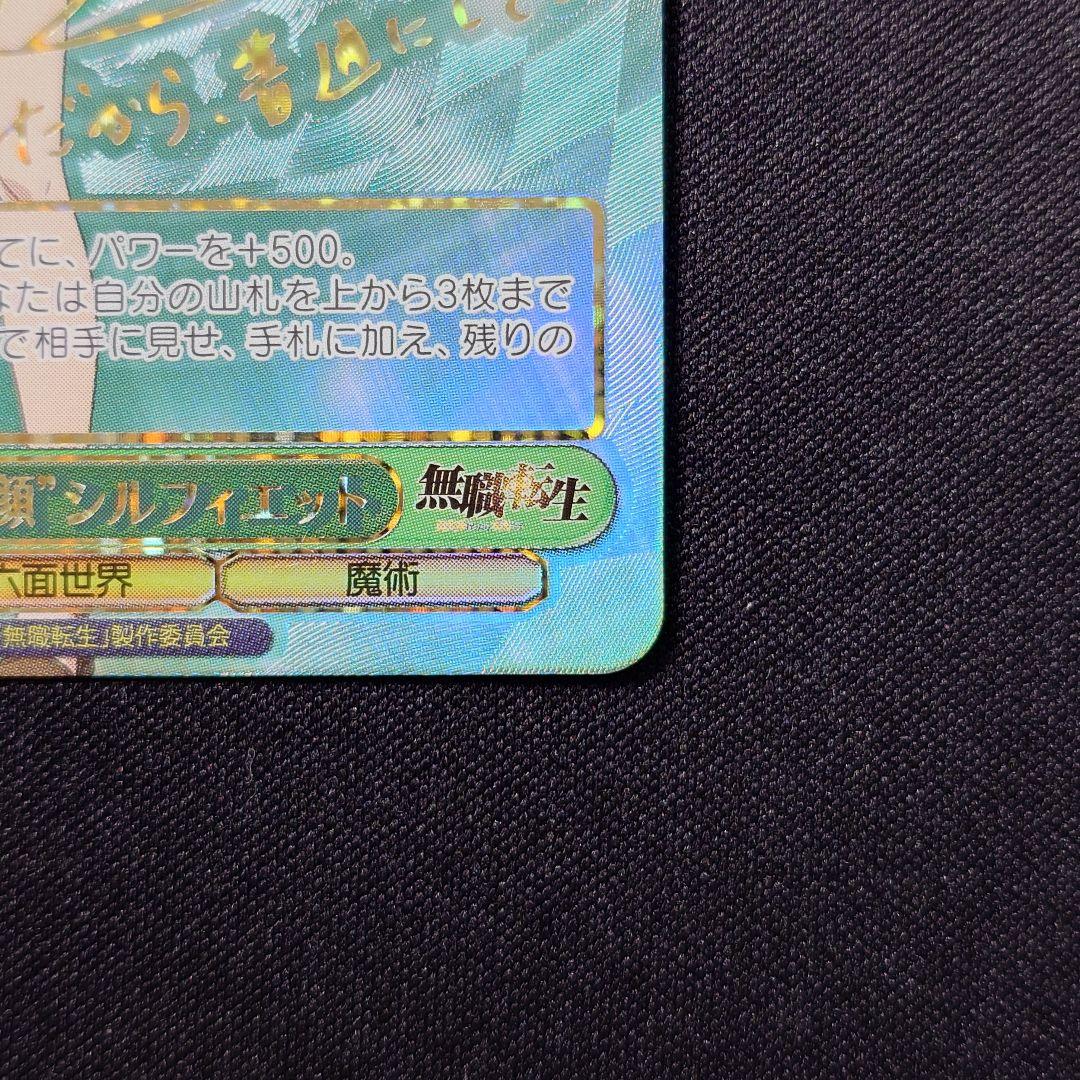 だから、着込にして
てに、パワーを＋500。
なたは自分の山札を上から3枚まで
で相手に見せ、手札に加え、残りの
顔”シルフィエット
無職転生
六面世界
魔術
「無職転生」製作委員会